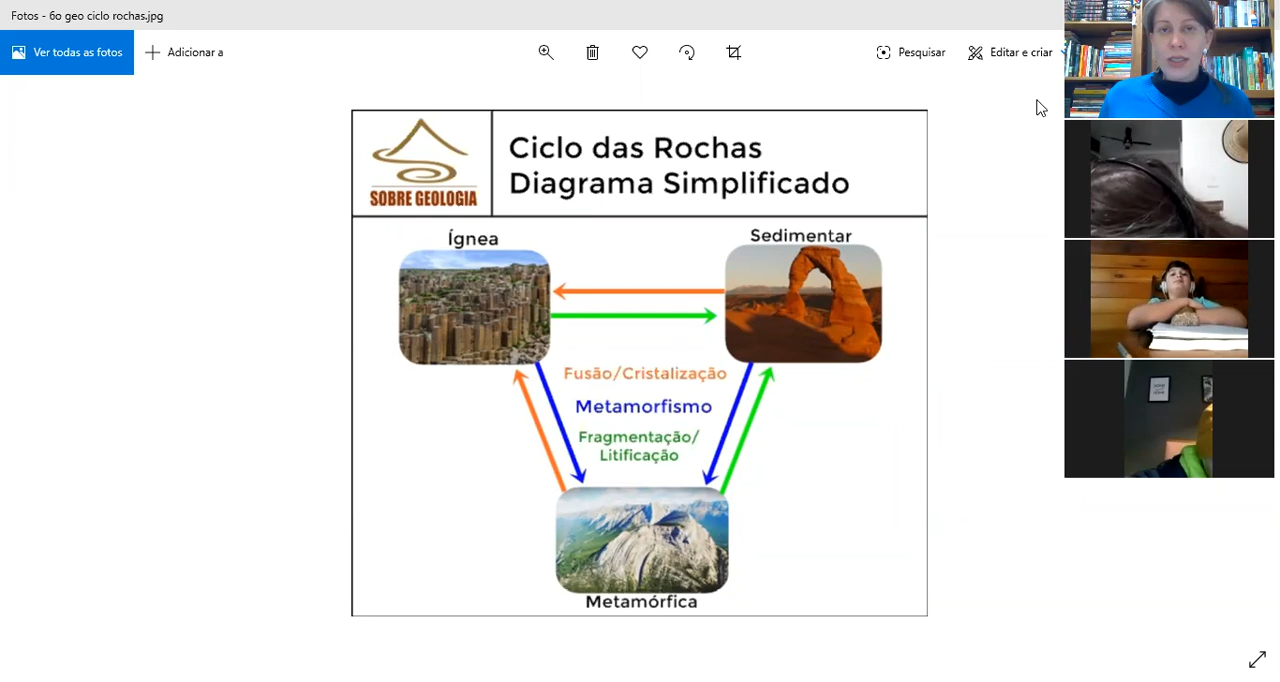 Fotos - 6o geo ciclo rochas.jpg
Ver todas as fotos
Adicionar a
Pesquisar
Editar e criar
SOBRE GEOLOGIA
Ciclo das Rochas
Diagrama Simplificado
Ígnea
Sedimentar
Fusão/Cristalização
Metamorfismo
Fragmentação/
Litificação
Metamórfica